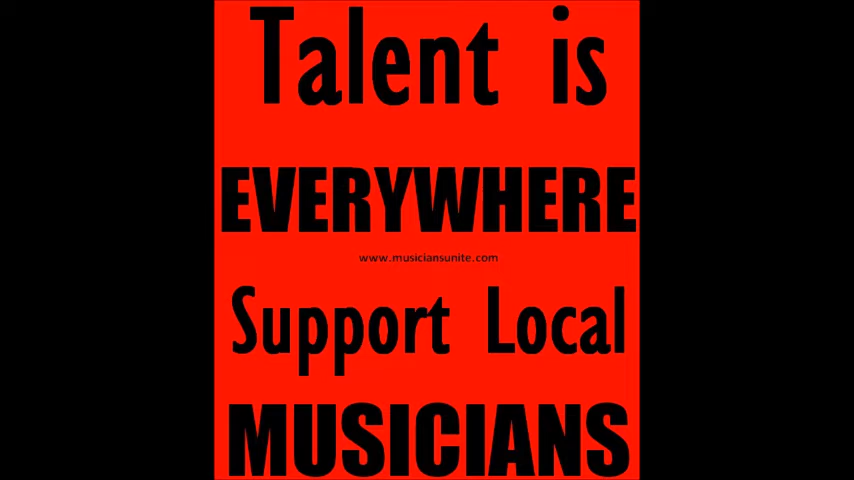 Talent is
EVERYWHERE
www.musiciansunite.com
Support Local
MUSICIANS